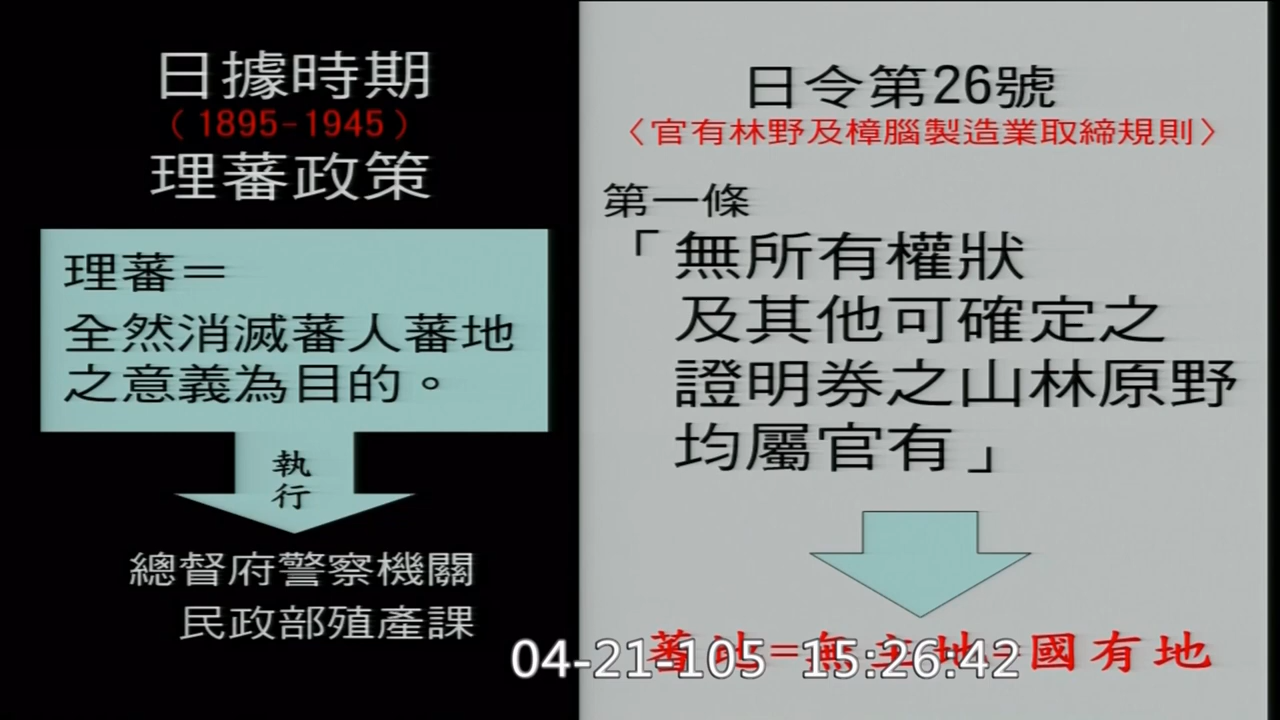 日據時期
（1895-1945）
理蕃政策
理蕃＝
全然消滅蕃人蕃地
之意義為目的。
執
行
總督府警察機關
民政部殖產課
日令第26號
〈官有林野及樟腦製造業取締規則〉
第一條
「無所有權狀
及其他可確定之
證明券之山林原野
均屬官有」
蕃地=無主地=國有地
04-21-105 15:26:42